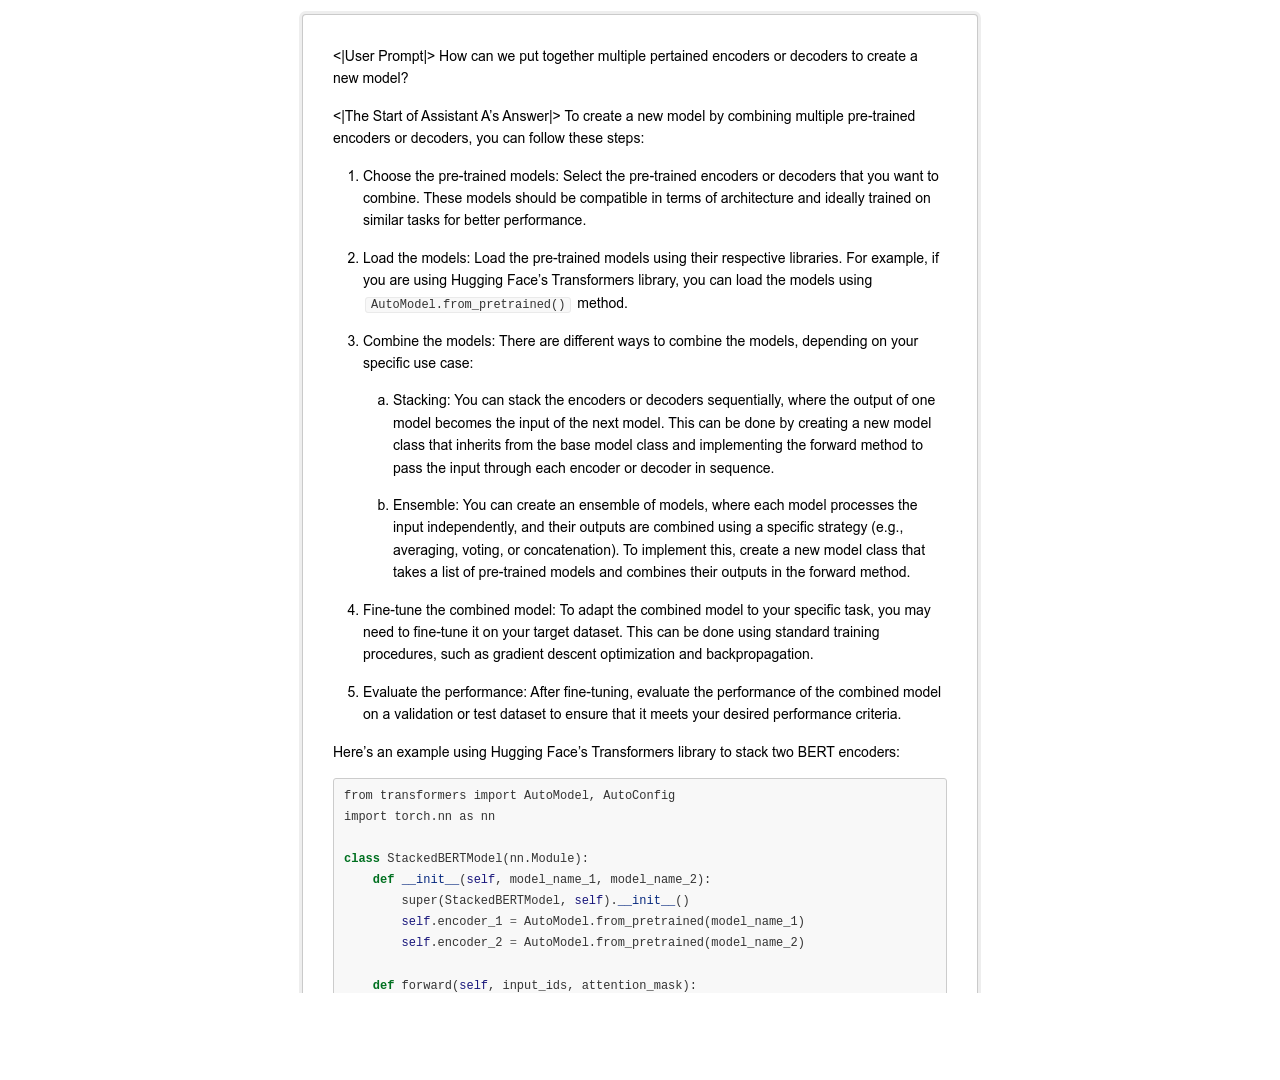 <|User Prompt|> How can we put together multiple pertained encoders or decoders to create a
new model?
<|The Start of Assistant A’s Answer|> To create a new model by combining multiple pre-trained
encoders or decoders, you can follow these steps:
1. Choose the pre-trained models: Select the pre-trained encoders or decoders that you want to
combine. These models should be compatible in terms of architecture and ideally trained on
similar tasks for better performance.
2. Load the models: Load the pre-trained models using their respective libraries. For example, if
you are using Hugging Face’s Transformers library, you can load the models using
AutoModel.from_pretrained() method.
3. Combine the models: There are different ways to combine the models, depending on your
specific use case:
a. Stacking: You can stack the encoders or decoders sequentially, where the output of one
model becomes the input of the next model. This can be done by creating a new model
class that inherits from the base model class and implementing the forward method to
pass the input through each encoder or decoder in sequence.
b. Ensemble: You can create an ensemble of models, where each model processes the
input independently, and their outputs are combined using a specific strategy (e.g.,
averaging, voting, or concatenation). To implement this, create a new model class that
takes a list of pre-trained models and combines their outputs in the forward method.
4. Fine-tune the combined model: To adapt the combined model to your specific task, you may
need to fine-tune it on your target dataset. This can be done using standard training
procedures, such as gradient descent optimization and backpropagation.
5. Evaluate the performance: After fine-tuning, evaluate the performance of the combined model
on a validation or test dataset to ensure that it meets your desired performance criteria.
Here’s an example using Hugging Face’s Transformers library to stack two BERT encoders:
from transformers import AutoModel, AutoConfig
import torch.nn as nn
class StackedBERTModel(nn.Module):
    def __init__(self, model_name_1, model_name_2):
        super(StackedBERTModel, self).__init__()
        self.encoder_1 = AutoModel.from_pretrained(model_name_1)
        self.encoder_2 = AutoModel.from_pretrained(model_name_2)
    def forward(self, input_ids, attention_mask):